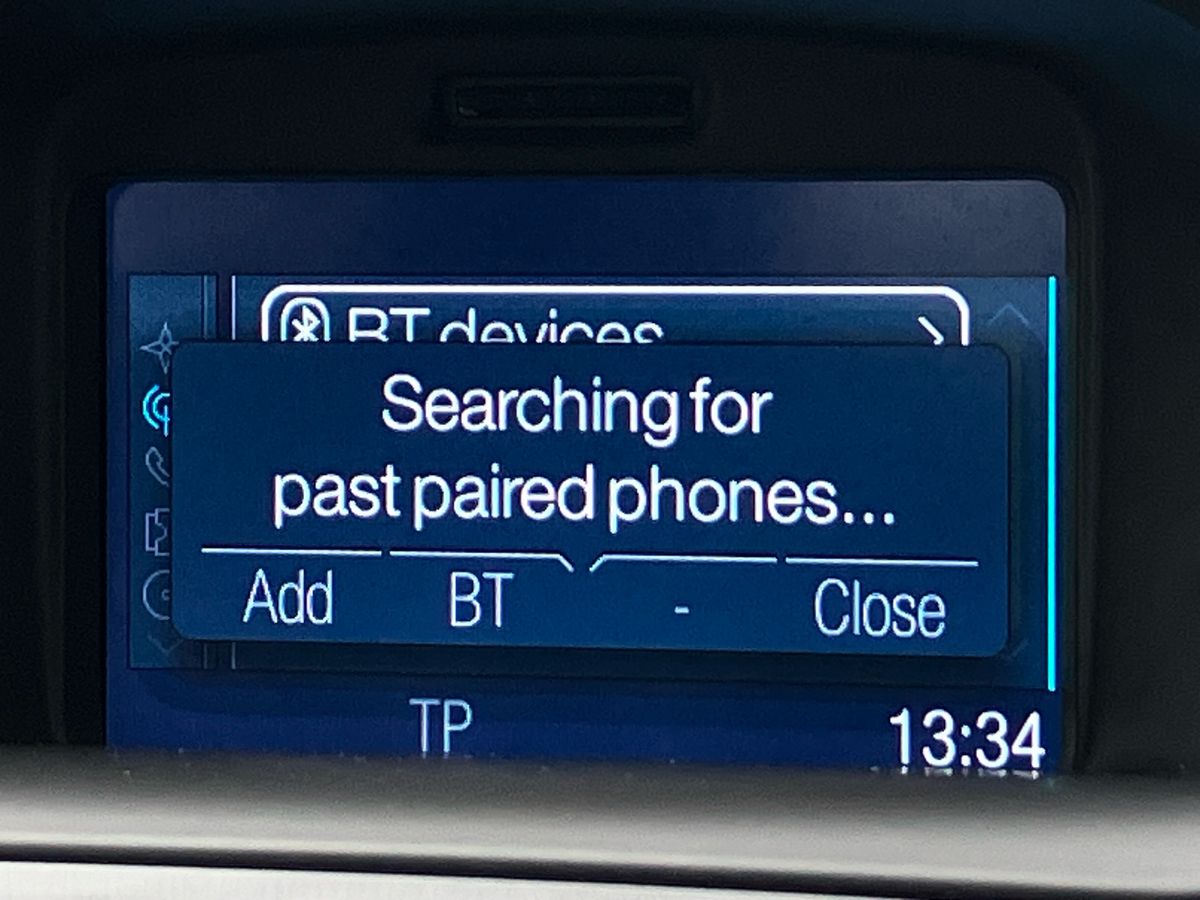 BT devices
Searching for
past paired phones...
Add BT - Close
TP 13:34